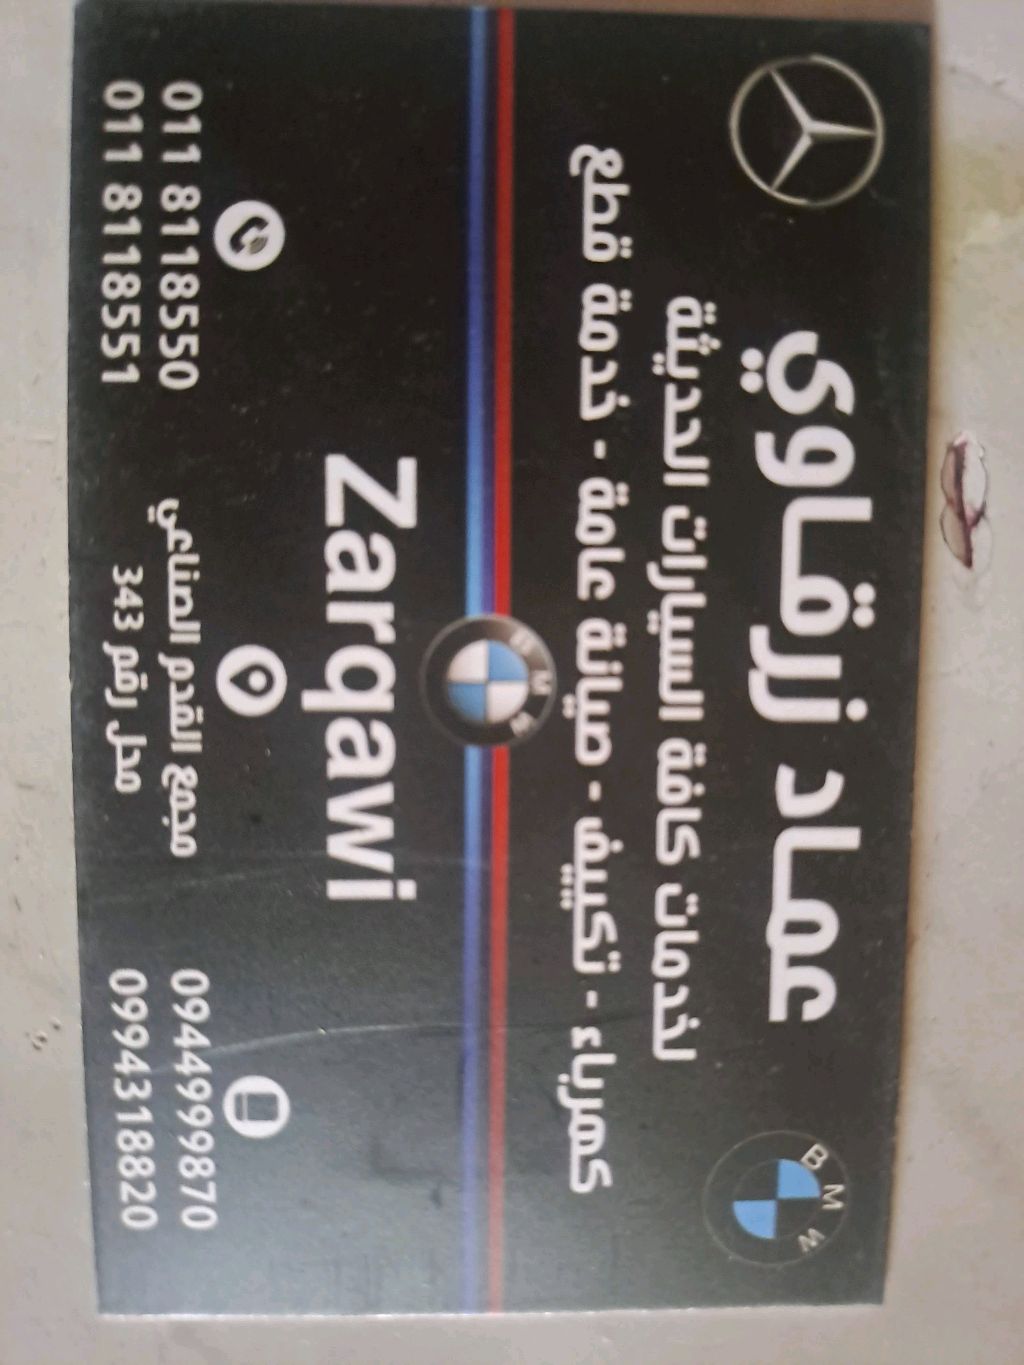 عماد زرقاوي
لخدمات كافة السيارات الحديثة
كهرباء - تكييف - صيانة عامة - خدمة قطع
BMW
BMW
Zarqawi
011 8118550
011 8118551
مجمع القدم الصناعي
محل رقم 343
0944999870
0994318820